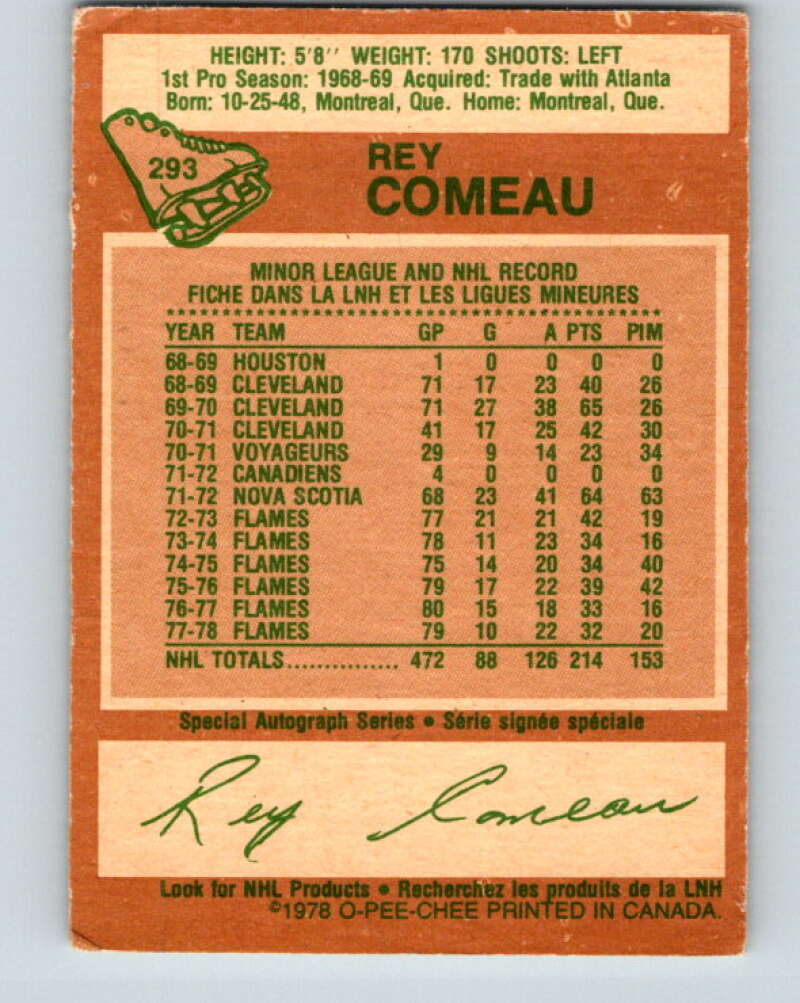 HEIGHT: 5'8'' WEIGHT: 170 SHOOTS: LEFT
1st Pro Season: 1968-69 Acquired: Trade with Atlanta
Born: 10-25-48, Montreal, Que. Home: Montreal, Que.
293
REY
COMEAU
MINOR LEAGUE AND NHL RECORD
FICHE DANS LA LNH ET LES LIGUES MINEURES
YEAR TEAM GP G A PTS PIM
68-69 HOUSTON 1 0 0 0 0
68-69 CLEVELAND 71 17 23 40 26
69-70 CLEVELAND 71 27 38 65 26
70-71 CLEVELAND 41 17 25 42 30
70-71 VOYAGEURS 29 9 14 23 34
71-72 CANADIENS 4 0 0 0 0
71-72 NOVA SCOTIA 68 23 41 64 63
72-73 FLAMES 77 21 21 42 19
73-74 FLAMES 78 11 23 34 16
74-75 FLAMES 75 14 20 34 40
75-76 FLAMES 79 17 22 39 42
76-77 FLAMES 80 15 18 33 16
77-78 FLAMES 79 10 22 32 20
NHL TOTALS............... 472 88 126 214 153
Special Autograph Series • Série signée spéciale
Rey Comeau
Look for NHL Products • Recherchez les produits de la LNH
©1978 O-PEE-CHEE PRINTED IN CANADA.